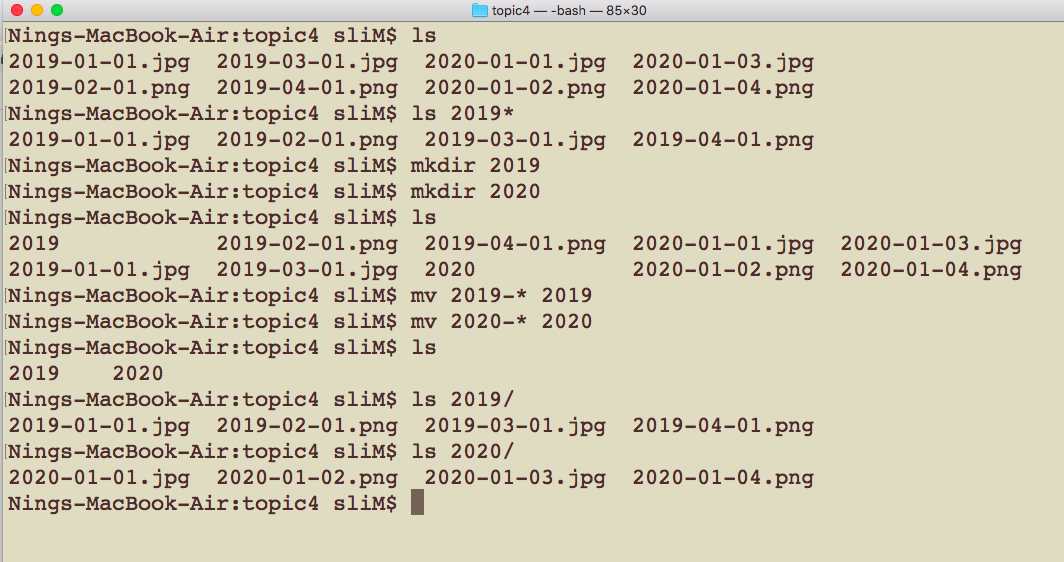 topic4 — -bash — 85×30
Nings-MacBook-Air:topic4 sliM$ ls
2019-01-01.jpg  2019-03-01.jpg  2020-01-01.jpg  2020-01-03.jpg
2019-02-01.png  2019-04-01.png  2020-01-02.png  2020-01-04.png
Nings-MacBook-Air:topic4 sliM$ ls 2019*
2019-01-01.jpg  2019-02-01.png  2019-03-01.jpg  2019-04-01.png
Nings-MacBook-Air:topic4 sliM$ mkdir 2019
Nings-MacBook-Air:topic4 sliM$ mkdir 2020
Nings-MacBook-Air:topic4 sliM$ ls
2019            2019-02-01.png  2019-04-01.png  2020-01-01.jpg  2020-01-03.jpg
2019-01-01.jpg  2019-03-01.jpg  2020            2020-01-02.png  2020-01-04.png
Nings-MacBook-Air:topic4 sliM$ mv 2019-* 2019
Nings-MacBook-Air:topic4 sliM$ mv 2020-* 2020
Nings-MacBook-Air:topic4 sliM$ ls
2019    2020
Nings-MacBook-Air:topic4 sliM$ ls 2019/
2019-01-01.jpg  2019-02-01.png  2019-03-01.jpg  2019-04-01.png
Nings-MacBook-Air:topic4 sliM$ ls 2020/
2020-01-01.jpg  2020-01-02.png  2020-01-03.jpg  2020-01-04.png
Nings-MacBook-Air:topic4 sliM$